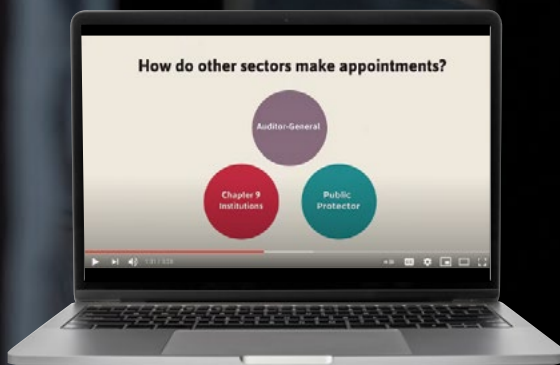 How do other sectors make appointments?
Auditor-General
Chapter 9
Institutions
Public
Protector